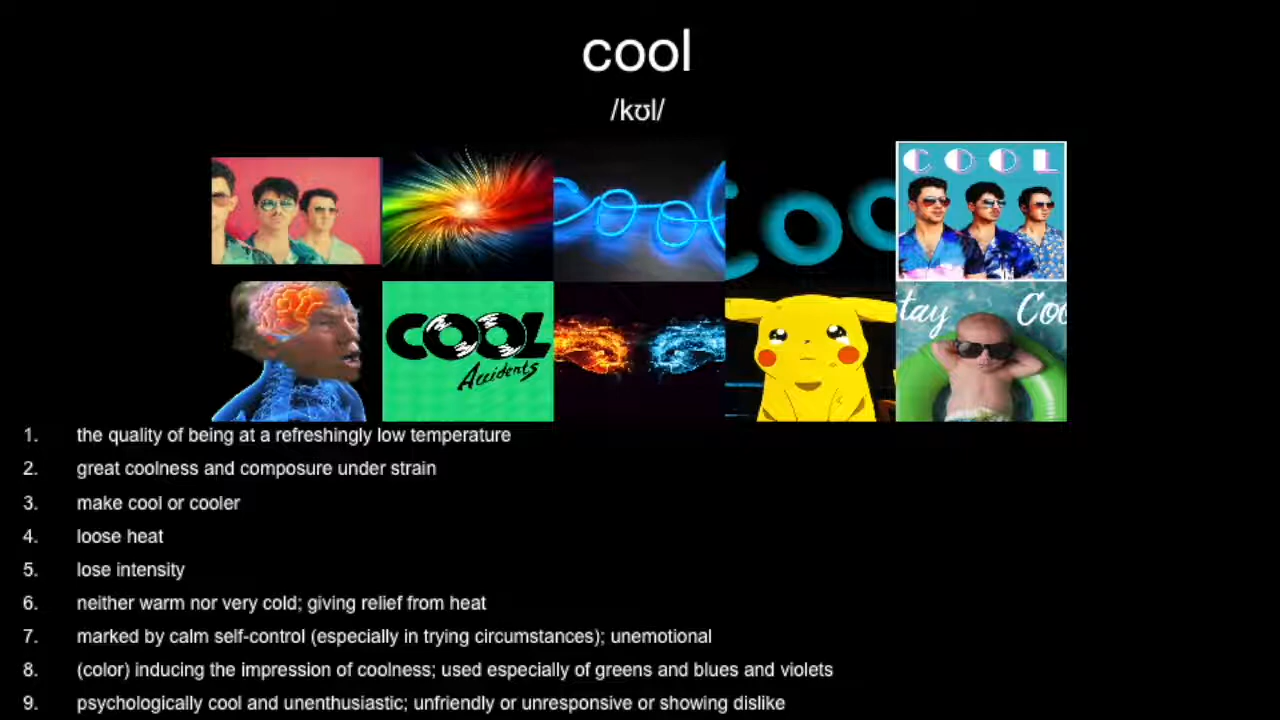 cool
/kʊl/
cool
coo
COOL
COOL
Accidents
Stay Coo
1. the quality of being at a refreshingly low temperature
2. great coolness and composure under strain
3. make cool or cooler
4. loose heat
5. lose intensity
6. neither warm nor very cold; giving relief from heat
7. marked by calm self-control (especially in trying circumstances); unemotional
8. (color) inducing the impression of coolness; used especially of greens and blues and violets
9. psychologically cool and unenthusiastic; unfriendly or unresponsive or showing dislike